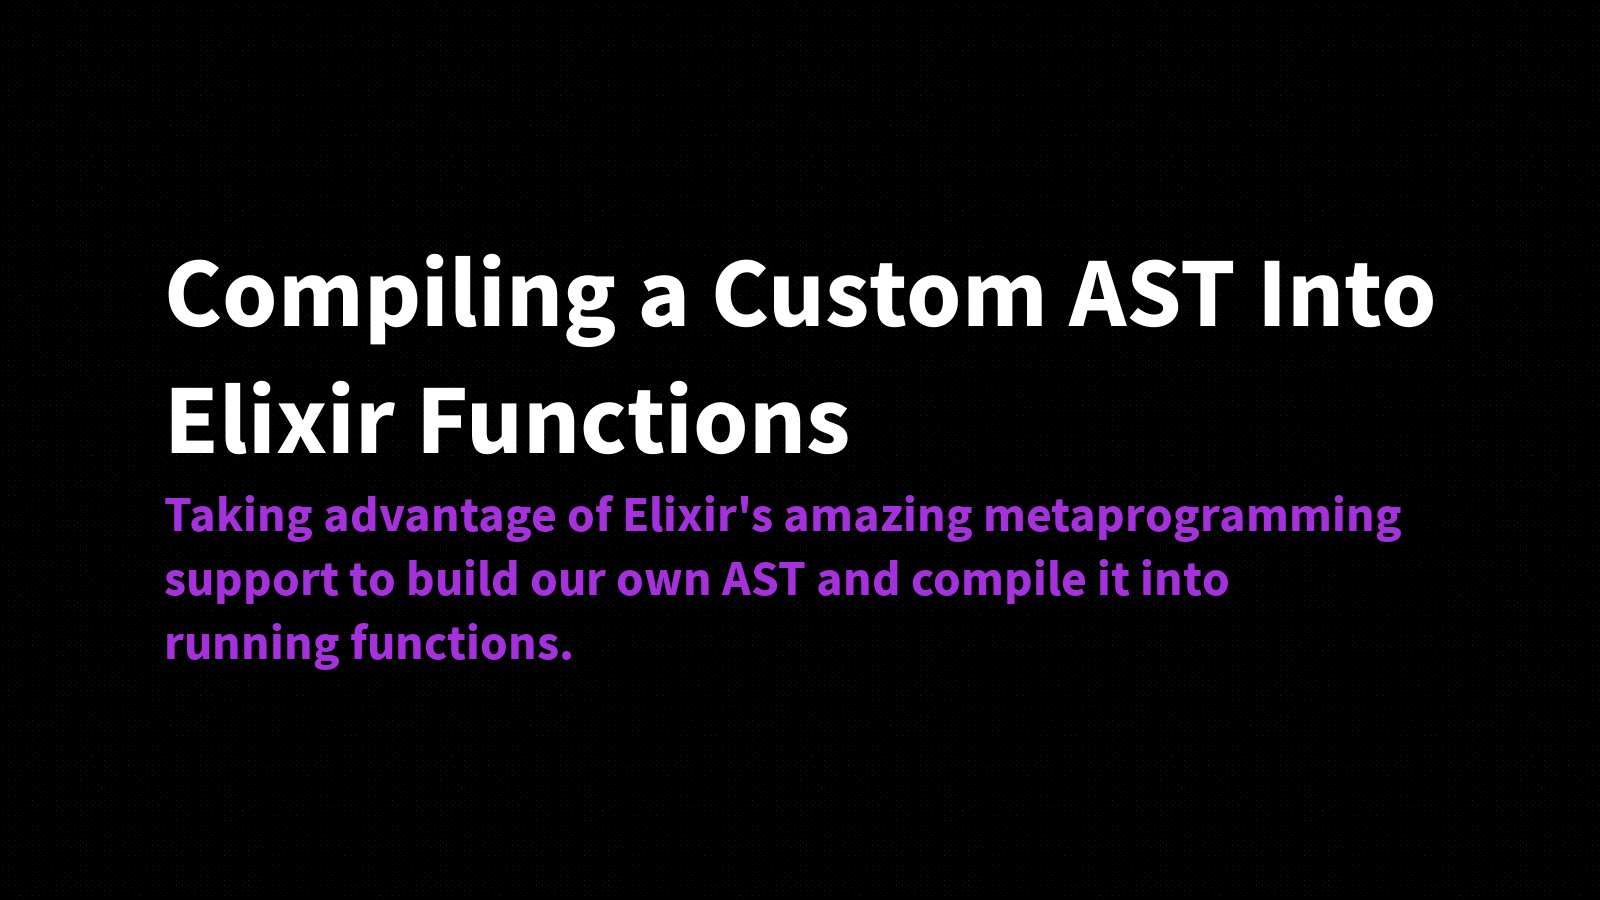 Compiling a Custom AST Into
Elixir Functions
Taking advantage of Elixir's amazing metaprogramming
support to build our own AST and compile it into
running functions.